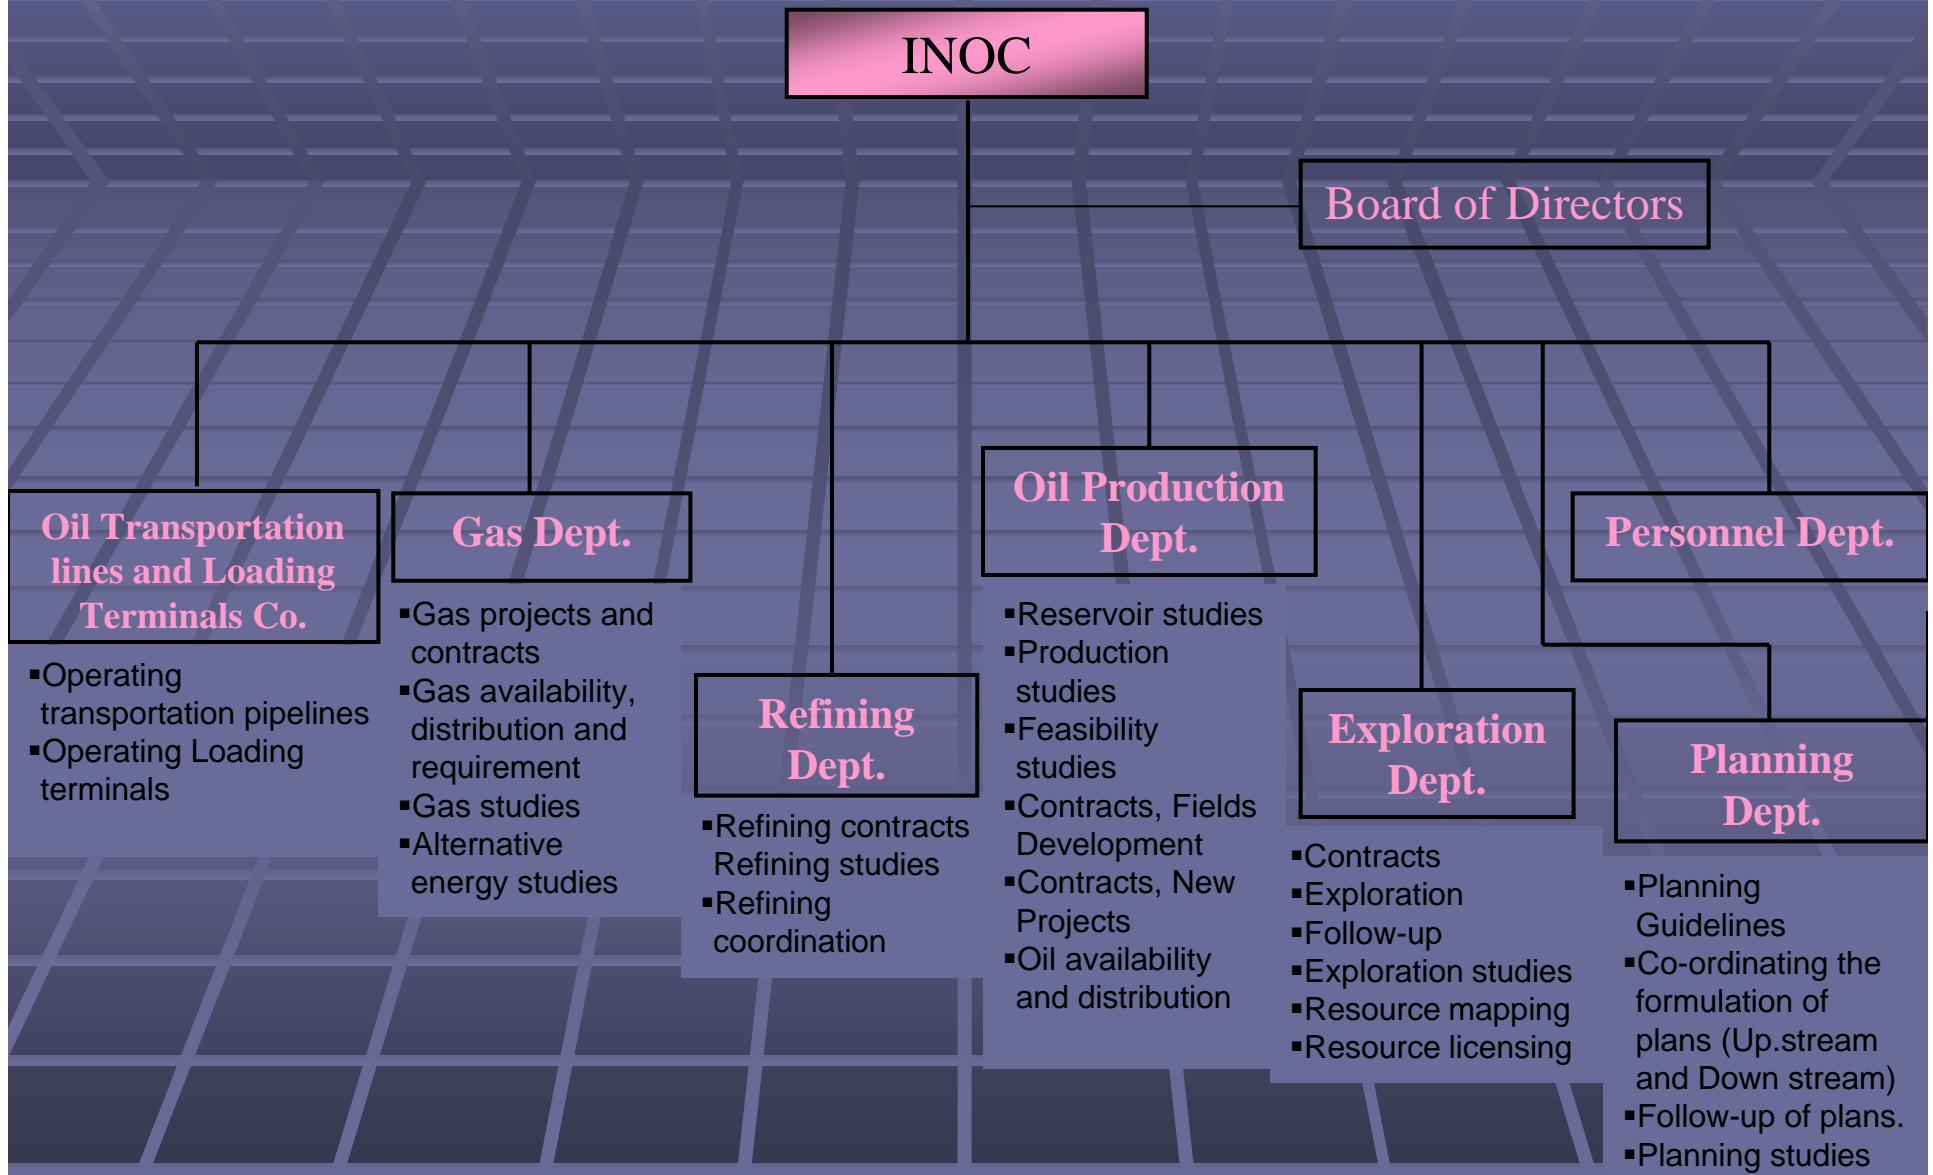 INOC
Board of Directors
Oil Transportation
lines and Loading
Terminals Co.
▪Operating
transportation pipelines
▪Operating Loading
terminals
Gas Dept.
▪Gas projects and
contracts
▪Gas availability,
distribution and
requirement
▪Gas studies
▪Alternative
energy studies
Refining
Dept.
▪Refining contracts
Refining studies
▪Refining
coordination
Oil Production
Dept.
▪Reservoir studies
▪Production
studies
▪Feasibility
studies
▪Contracts, Fields
Development
▪Contracts, New
Projects
▪Oil availability
and distribution
Exploration
Dept.
▪Contracts
▪Exploration
▪Follow-up
▪Exploration studies
▪Resource mapping
▪Resource licensing
Personnel Dept.
Planning
Dept.
▪Planning
Guidelines
▪Co-ordinating the
formulation of
plans (Up.stream
and Down stream)
▪Follow-up of plans.
▪Planning studies